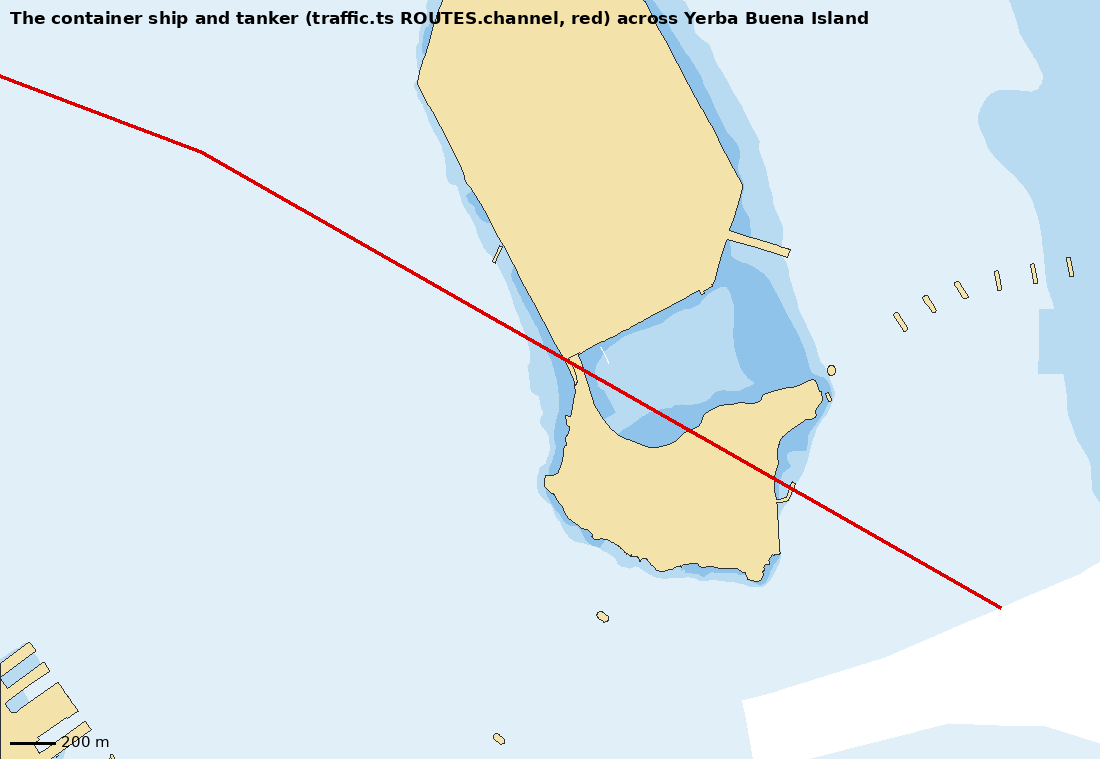 The container ship and tanker (traffic.ts ROUTES.channel, red) across Yerba Buena Island
200 m